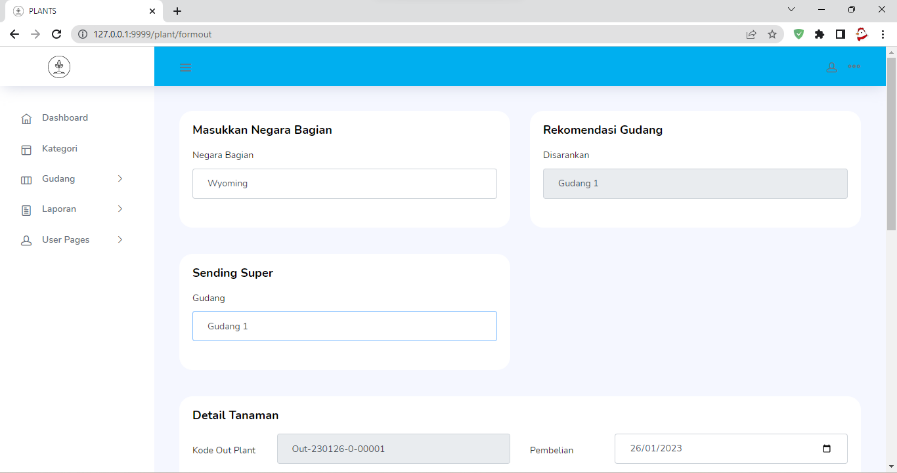 PLANTS
127.0.0.1:9999/plant/formout
Dashboard
Kategori
Gudang
Laporan
User Pages
Masukkan Negara Bagian
Negara Bagian
Wyoming
Rekomendasi Gudang
Disarankan
Gudang 1
Sending Super
Gudang
Gudang 1
Detail Tanaman
Kode Out Plant
Out-230126-0-00001
Pembelian
26/01/2023